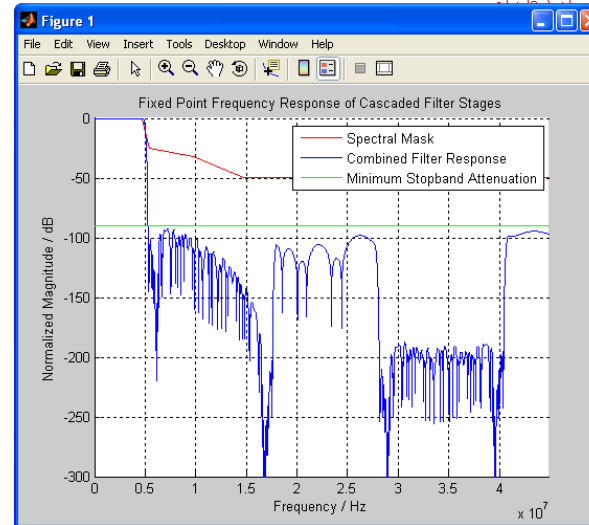 Figure 1
File Edit View Insert Tools Desktop Window Help
Fixed Point Frequency Response of Cascaded Filter Stages
Spectral Mask
Combined Filter Response
Minimum Stopband Attenuation
Normalized Magnitude / dB
0
-50
-100
-150
-200
-250
-300
0 0.5 1 1.5 2 2.5 3 3.5 4
x 10^7
Frequency / Hz